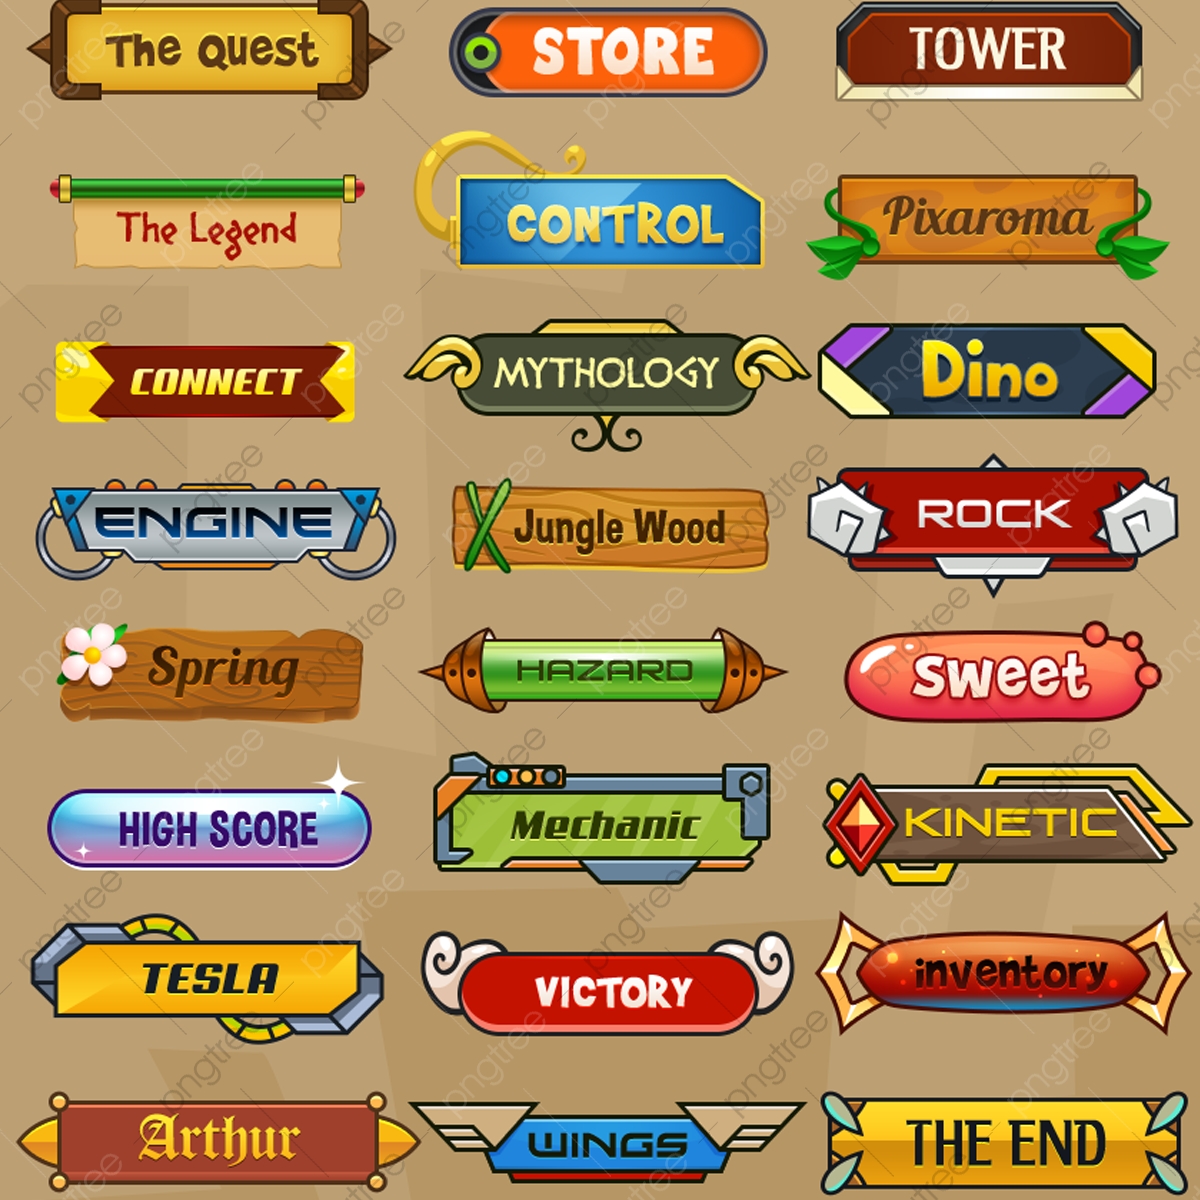 The Quest
STORE
TOWER
The Legend
CONTROL
Pixaroma
CONNECT
MYTHOLOGY
Dino
ENGINE
Jungle Wood
ROCK
Spring
HAZARD
Sweet
HIGH SCORE
Mechanic
KINETIC
TESLA
VICTORY
inventory
Arthur
WINGS
THE END
pngtree